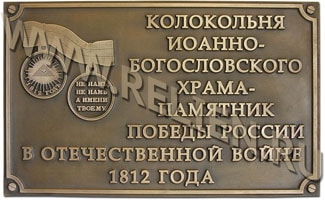 КОЛОКОЛЬНЯ
ИОАННО-
БОГОСЛОВСКОГО
ХРАМА-
ПАМЯТНИК
ПОБЕДЫ РОССИИ
В ОТЕЧЕСТВЕННОЙ ВОЙНЕ
1812 ГОДА
НЕ НАМЪ
НЕ НАМЪ
А ИМЕНИ
ТВОЕМУ